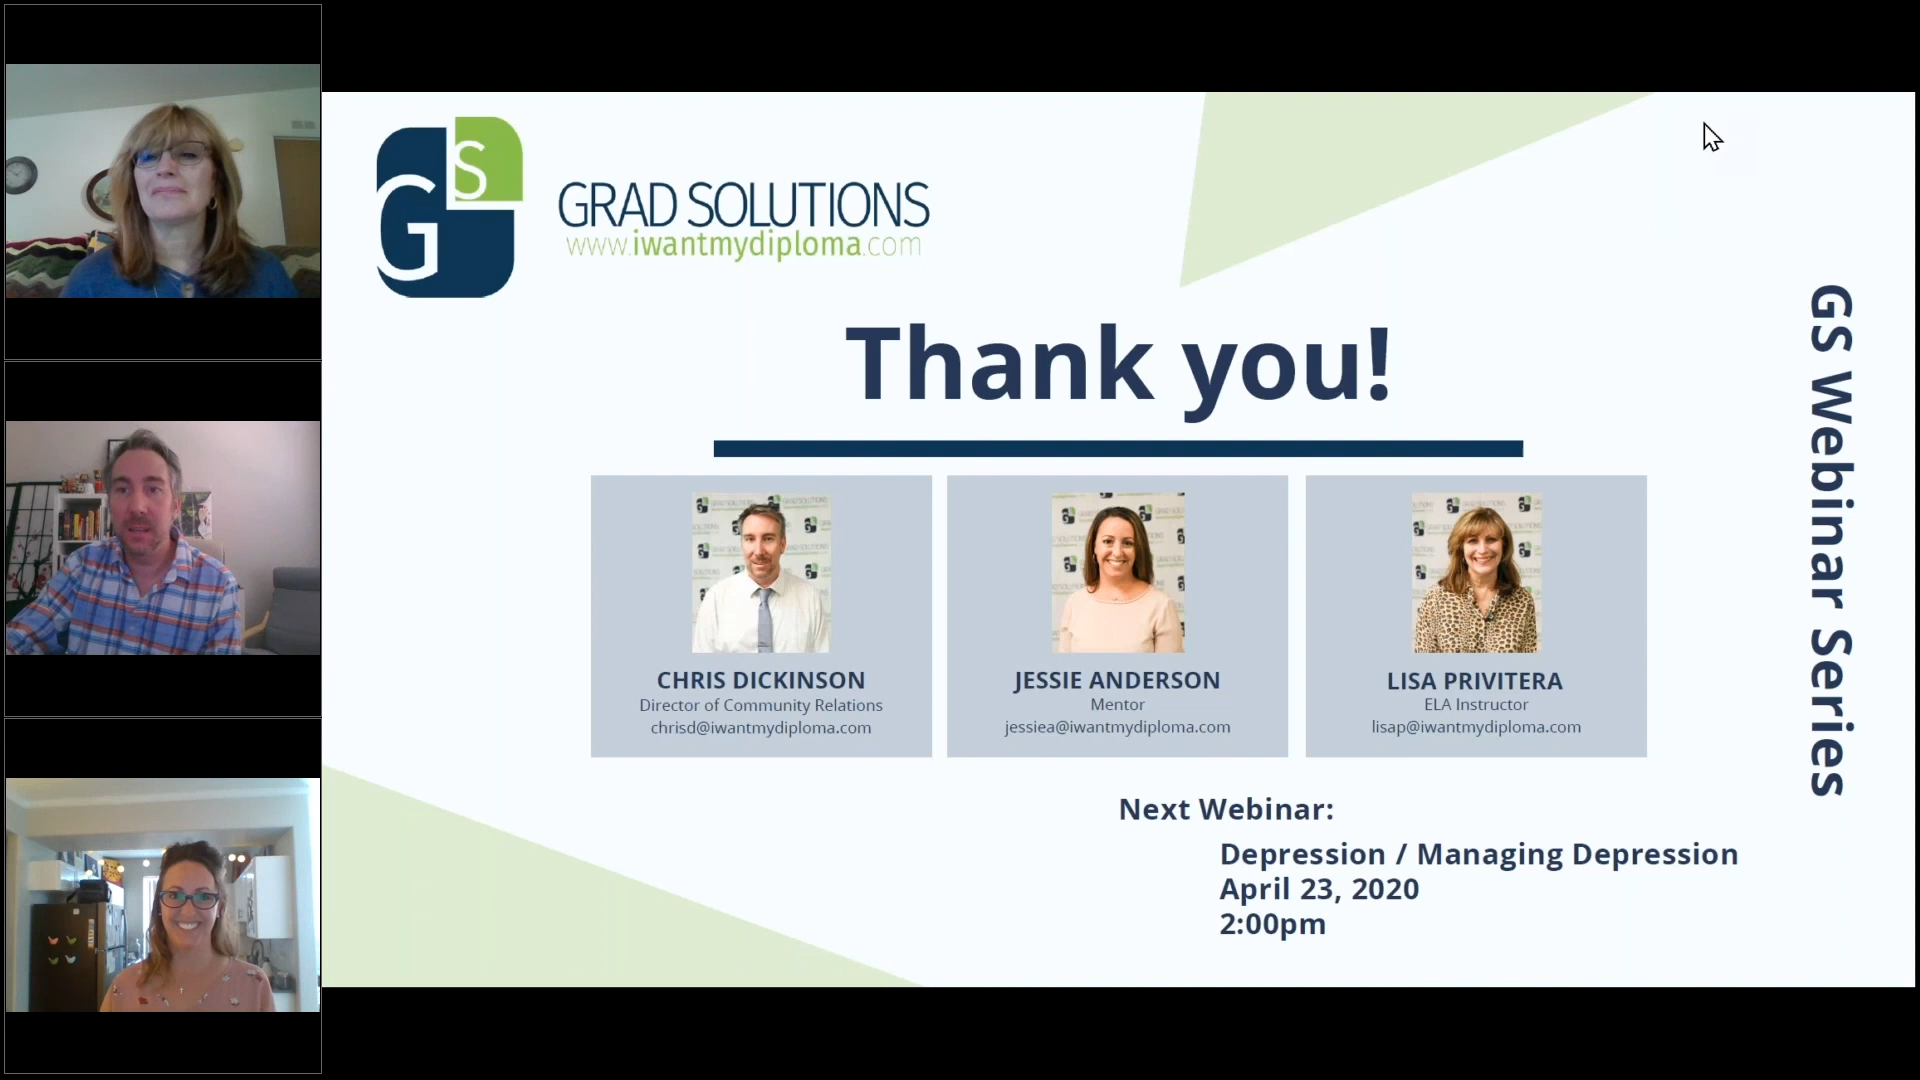 GS
GRAD SOLUTIONS
www.iwantmydiploma.com
Thank you!
CHRIS DICKINSON
Director of Community Relations
chrisd@iwantmydiploma.com
JESSIE ANDERSON
Mentor
jessiea@iwantmydiploma.com
LISA PRIVITERA
ELA Instructor
lisap@iwantmydiploma.com
Next Webinar:
Depression / Managing Depression
April 23, 2020
2:00pm
GS Webinar Series